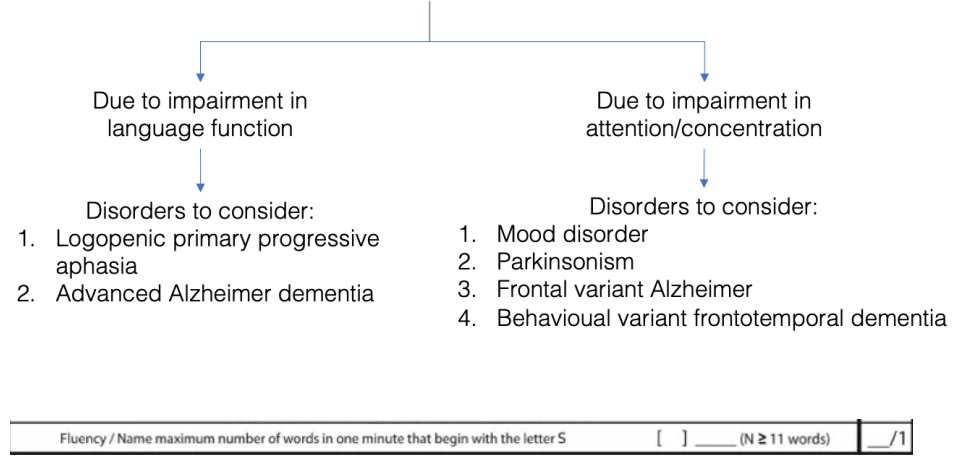 Due to impairment in
language function
Disorders to consider:
1. Logopenic primary progressive
aphasia
2. Advanced Alzheimer dementia
Due to impairment in
attention/concentration
Disorders to consider:
1. Mood disorder
2. Parkinsonism
3. Frontal variant Alzheimer
4. Behavioual variant frontotemporal dementia
Fluency / Name maximum number of words in one minute that begin with the letter S [ ] _____ (N ≥ 11 words) __/1